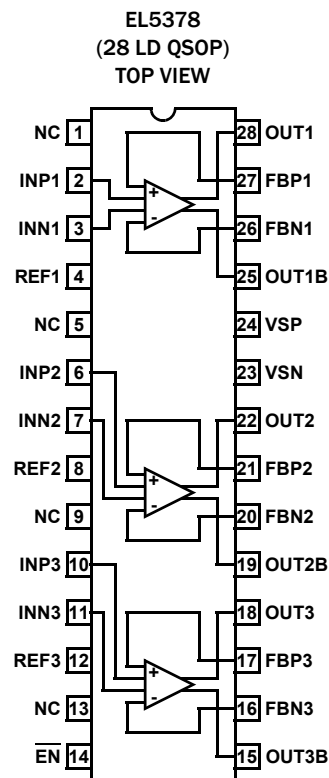 EL5378
(28 LD QSOP)
TOP VIEW
NC 1
28 OUT1
INP1 2
27 FBP1
INN1 3
26 FBN1
REF1 4
25 OUT1B
NC 5
24 VSP
INP2 6
23 VSN
INN2 7
22 OUT2
REF2 8
21 FBP2
NC 9
20 FBN2
INP3 10
19 OUT2B
INN3 11
18 OUT3
REF3 12
17 FBP3
NC 13
16 FBN3
EN 14
15 OUT3B
+
-
+
-
+
-